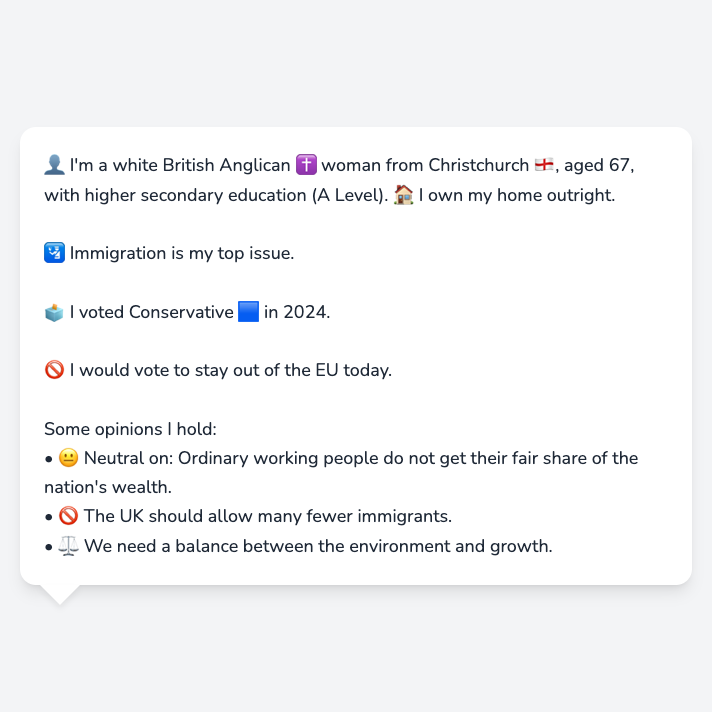 👤 I'm a white British Anglican ✝️ woman from Christchurch 🏴󠁧󠁢󠁥󠁮󠁧󠁿, aged 67,
with higher secondary education (A Level). 🏠 I own my home outright.
🛂 Immigration is my top issue.
🗳️ I voted Conservative 🟦 in 2024.
🚫 I would vote to stay out of the EU today.
Some opinions I hold:
• 😐 Neutral on: Ordinary working people do not get their fair share of the
nation's wealth.
• 🚫 The UK should allow many fewer immigrants.
• ⚖️ We need a balance between the environment and growth.